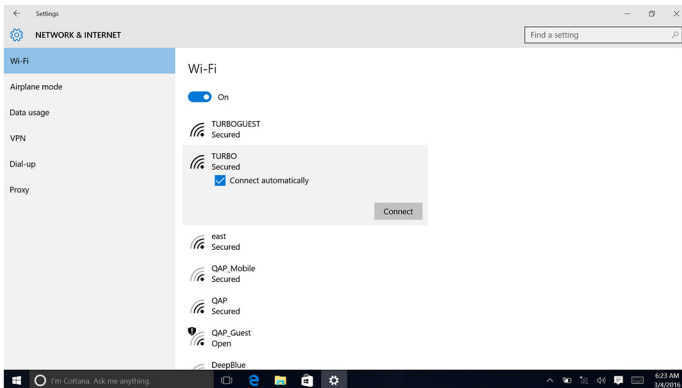 Settings
NETWORK & INTERNET
Find a setting
Wi-Fi
Airplane mode
Data usage
VPN
Dial-up
Proxy
Wi-Fi
On
TURBOGUEST
Secured
TURBO
Secured
Connect automatically
Connect
east
Secured
QAP_Mobile
Secured
QAP
Secured
QAP_Guest
Open
DeepBlue
I'm Cortana. Ask me anything.
6:23 AM
3/4/2016